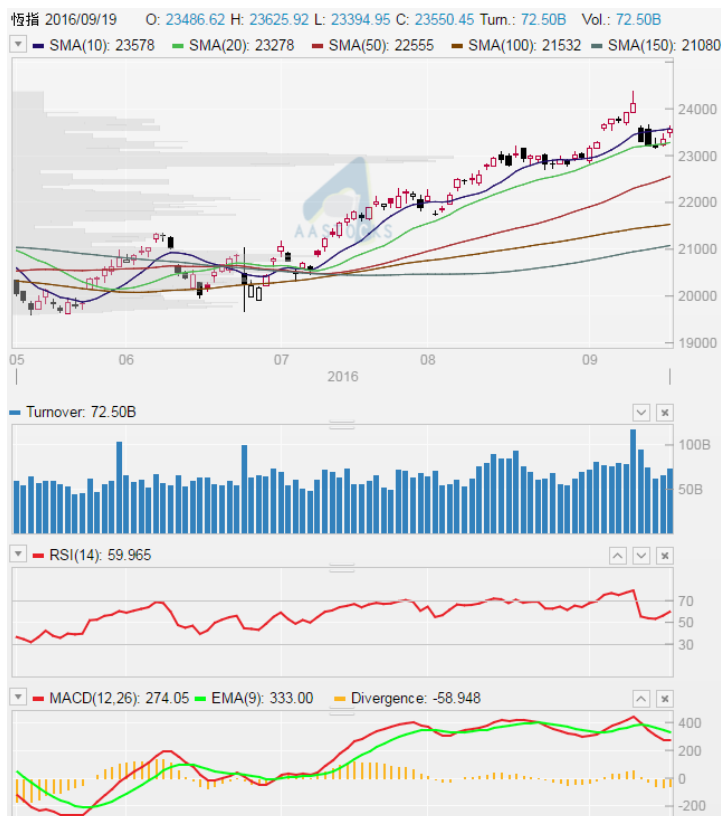 恆指 2016/09/19 O: 23486.62 H: 23625.92 L: 23394.95 C: 23550.45 Turn.: 72.50B Vol.: 72.50B
SMA(10): 23578 SMA(20): 23278 SMA(50): 22555 SMA(100): 21532 SMA(150): 21080
24000
23000
22000
AASTOCKS
21000
20000
19000
05 06 07 08 09
2016
Turnover: 72.50B
100B
50B
RSI(14): 59.965
70
50
30
MACD(12,26): 274.05 EMA(9): 333.00 Divergence: -58.948
400
200
0
-200